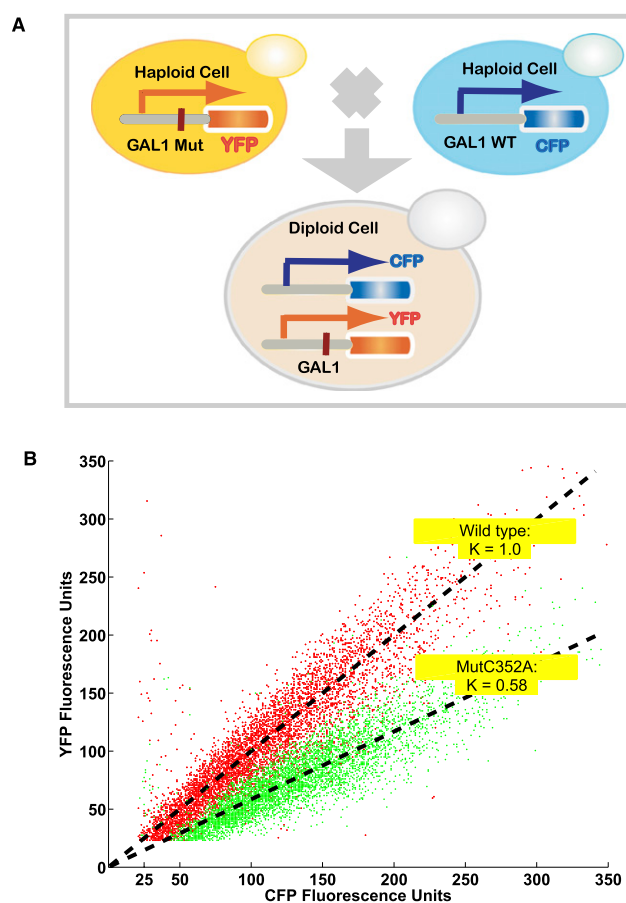 A
Haploid Cell
GAL1 Mut
YFP
Haploid Cell
GAL1 WT
CFP
Diploid Cell
CFP
YFP
GAL1
B
YFP Fluorescence Units
350
300
250
200
150
100
50
0
Wild type:
K = 1.0
MutC352A:
K = 0.58
25 50 100 150 200 250 300 350
CFP Fluorescence Units